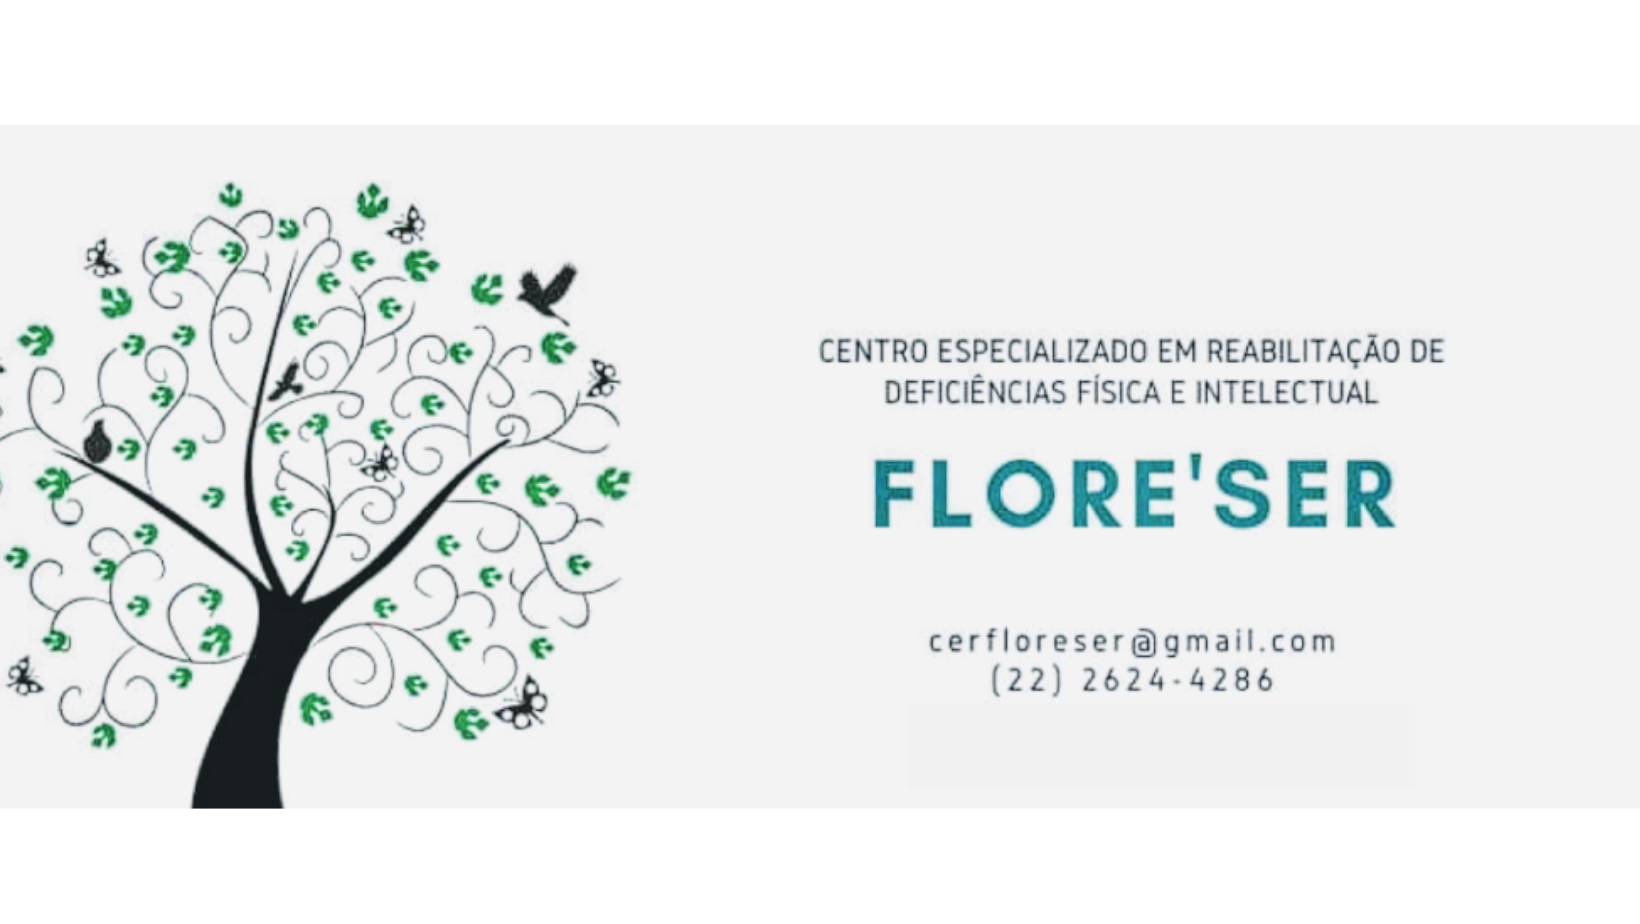 CENTRO ESPECIALIZADO EM REABILITAÇÃO DE
DEFICIÊNCIAS FÍSICA E INTELECTUAL
FLORE'SER
cerfloreser@gmail.com
(22) 2624-4286